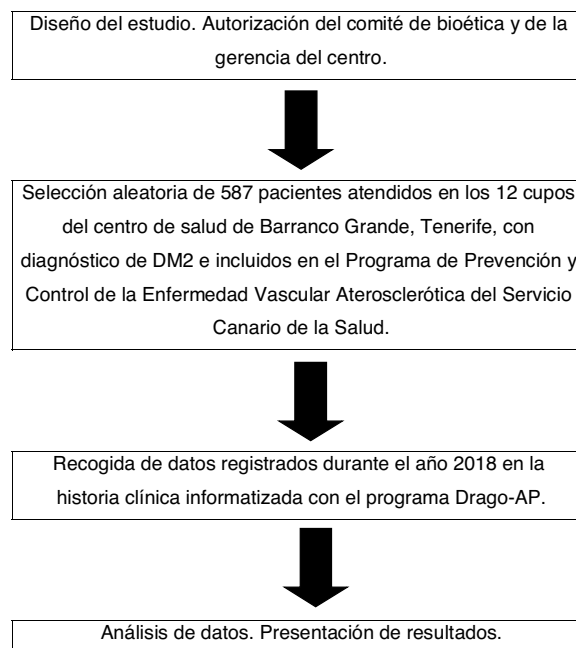 Diseño del estudio. Autorización del comité de bioética y de la
gerencia del centro.
Selección aleatoria de 587 pacientes atendidos en los 12 cupos
del centro de salud de Barranco Grande, Tenerife, con
diagnóstico de DM2 e incluidos en el Programa de Prevención y
Control de la Enfermedad Vascular Aterosclerótica del Servicio
Canario de la Salud.
Recogida de datos registrados durante el año 2018 en la
historia clínica informatizada con el programa Drago-AP.
Análisis de datos. Presentación de resultados.